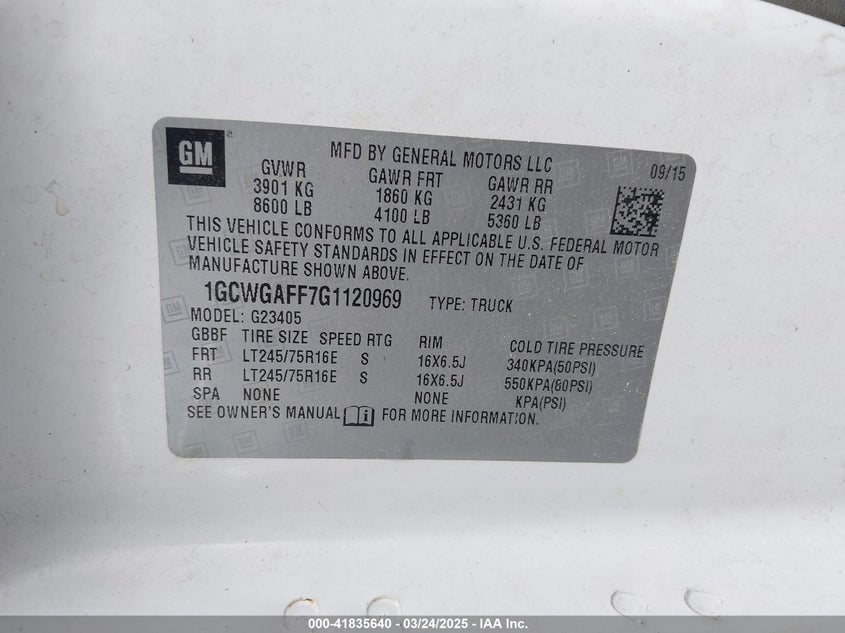 GM
MFD BY GENERAL MOTORS LLC
09/15
GVWR GAWR FRT GAWR RR
3901 KG 1860 KG 2431 KG
8600 LB 4100 LB 5360 LB
THIS VEHICLE CONFORMS TO ALL APPLICABLE U.S. FEDERAL MOTOR
VEHICLE SAFETY STANDARDS IN EFFECT ON THE DATE OF
MANUFACTURE SHOWN ABOVE.
1GCWGAFF7G1120969 TYPE: TRUCK
MODEL: G23405
GBBF TIRE SIZE SPEED RTG RIM COLD TIRE PRESSURE
FRT LT245/75R16E S 16X6.5J 340KPA(50PSI)
RR LT245/75R16E S 16X6.5J 550KPA(80PSI)
SPA NONE NONE KPA(PSI)
SEE OWNER'S MANUAL i FOR MORE INFORMATION.
000-41835640 - 03/24/2025 - IAA Inc.